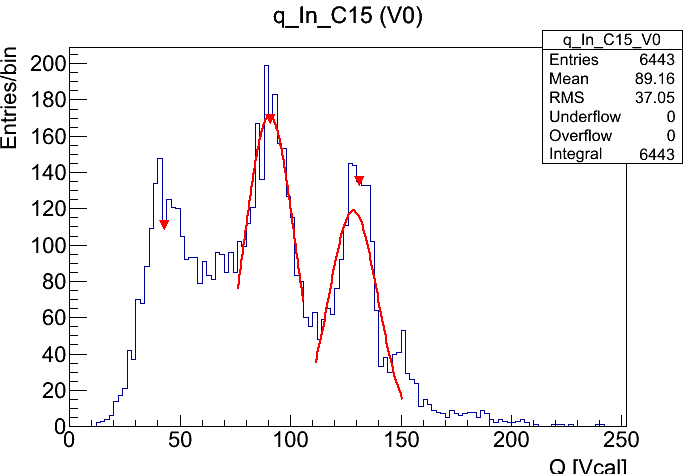 q_In_C15 (V0)
q_In_C15_V0
Entries 6443
Mean 89.16
RMS 37.05
Underflow 0
Overflow 0
Integral 6443
Entries/bin
200
180
160
140
120
100
80
60
40
20
0
0 50 100 150 200 250
Q [Vcal]